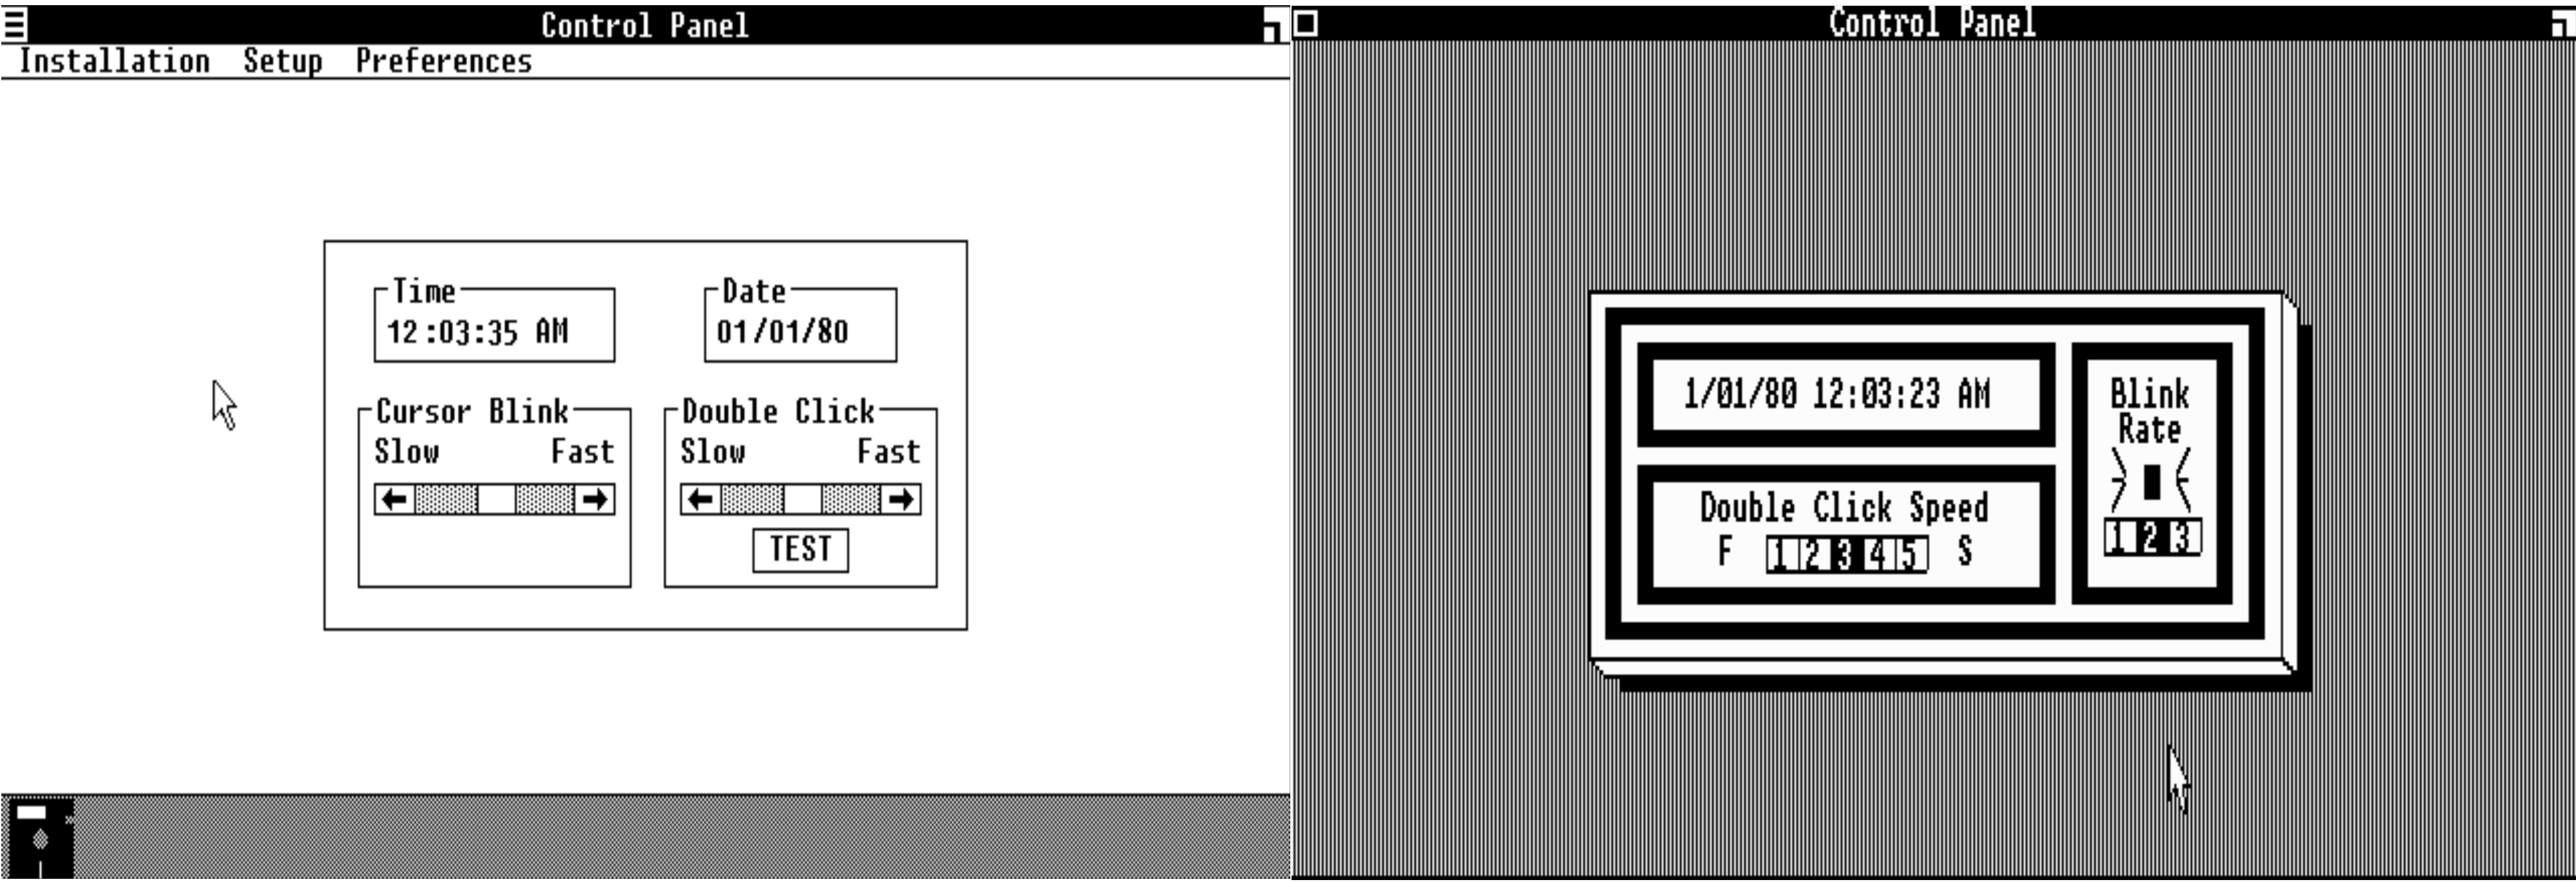 Control Panel
Installation Setup Preferences
Time
12:03:35 AM
Date
01/01/80
Cursor Blink
Slow Fast
Double Click
Slow Fast
TEST
Control Panel
1/01/80 12:03:23 AM
Double Click Speed
F 1 2 3 4 5 S
Blink
Rate
1 2 3